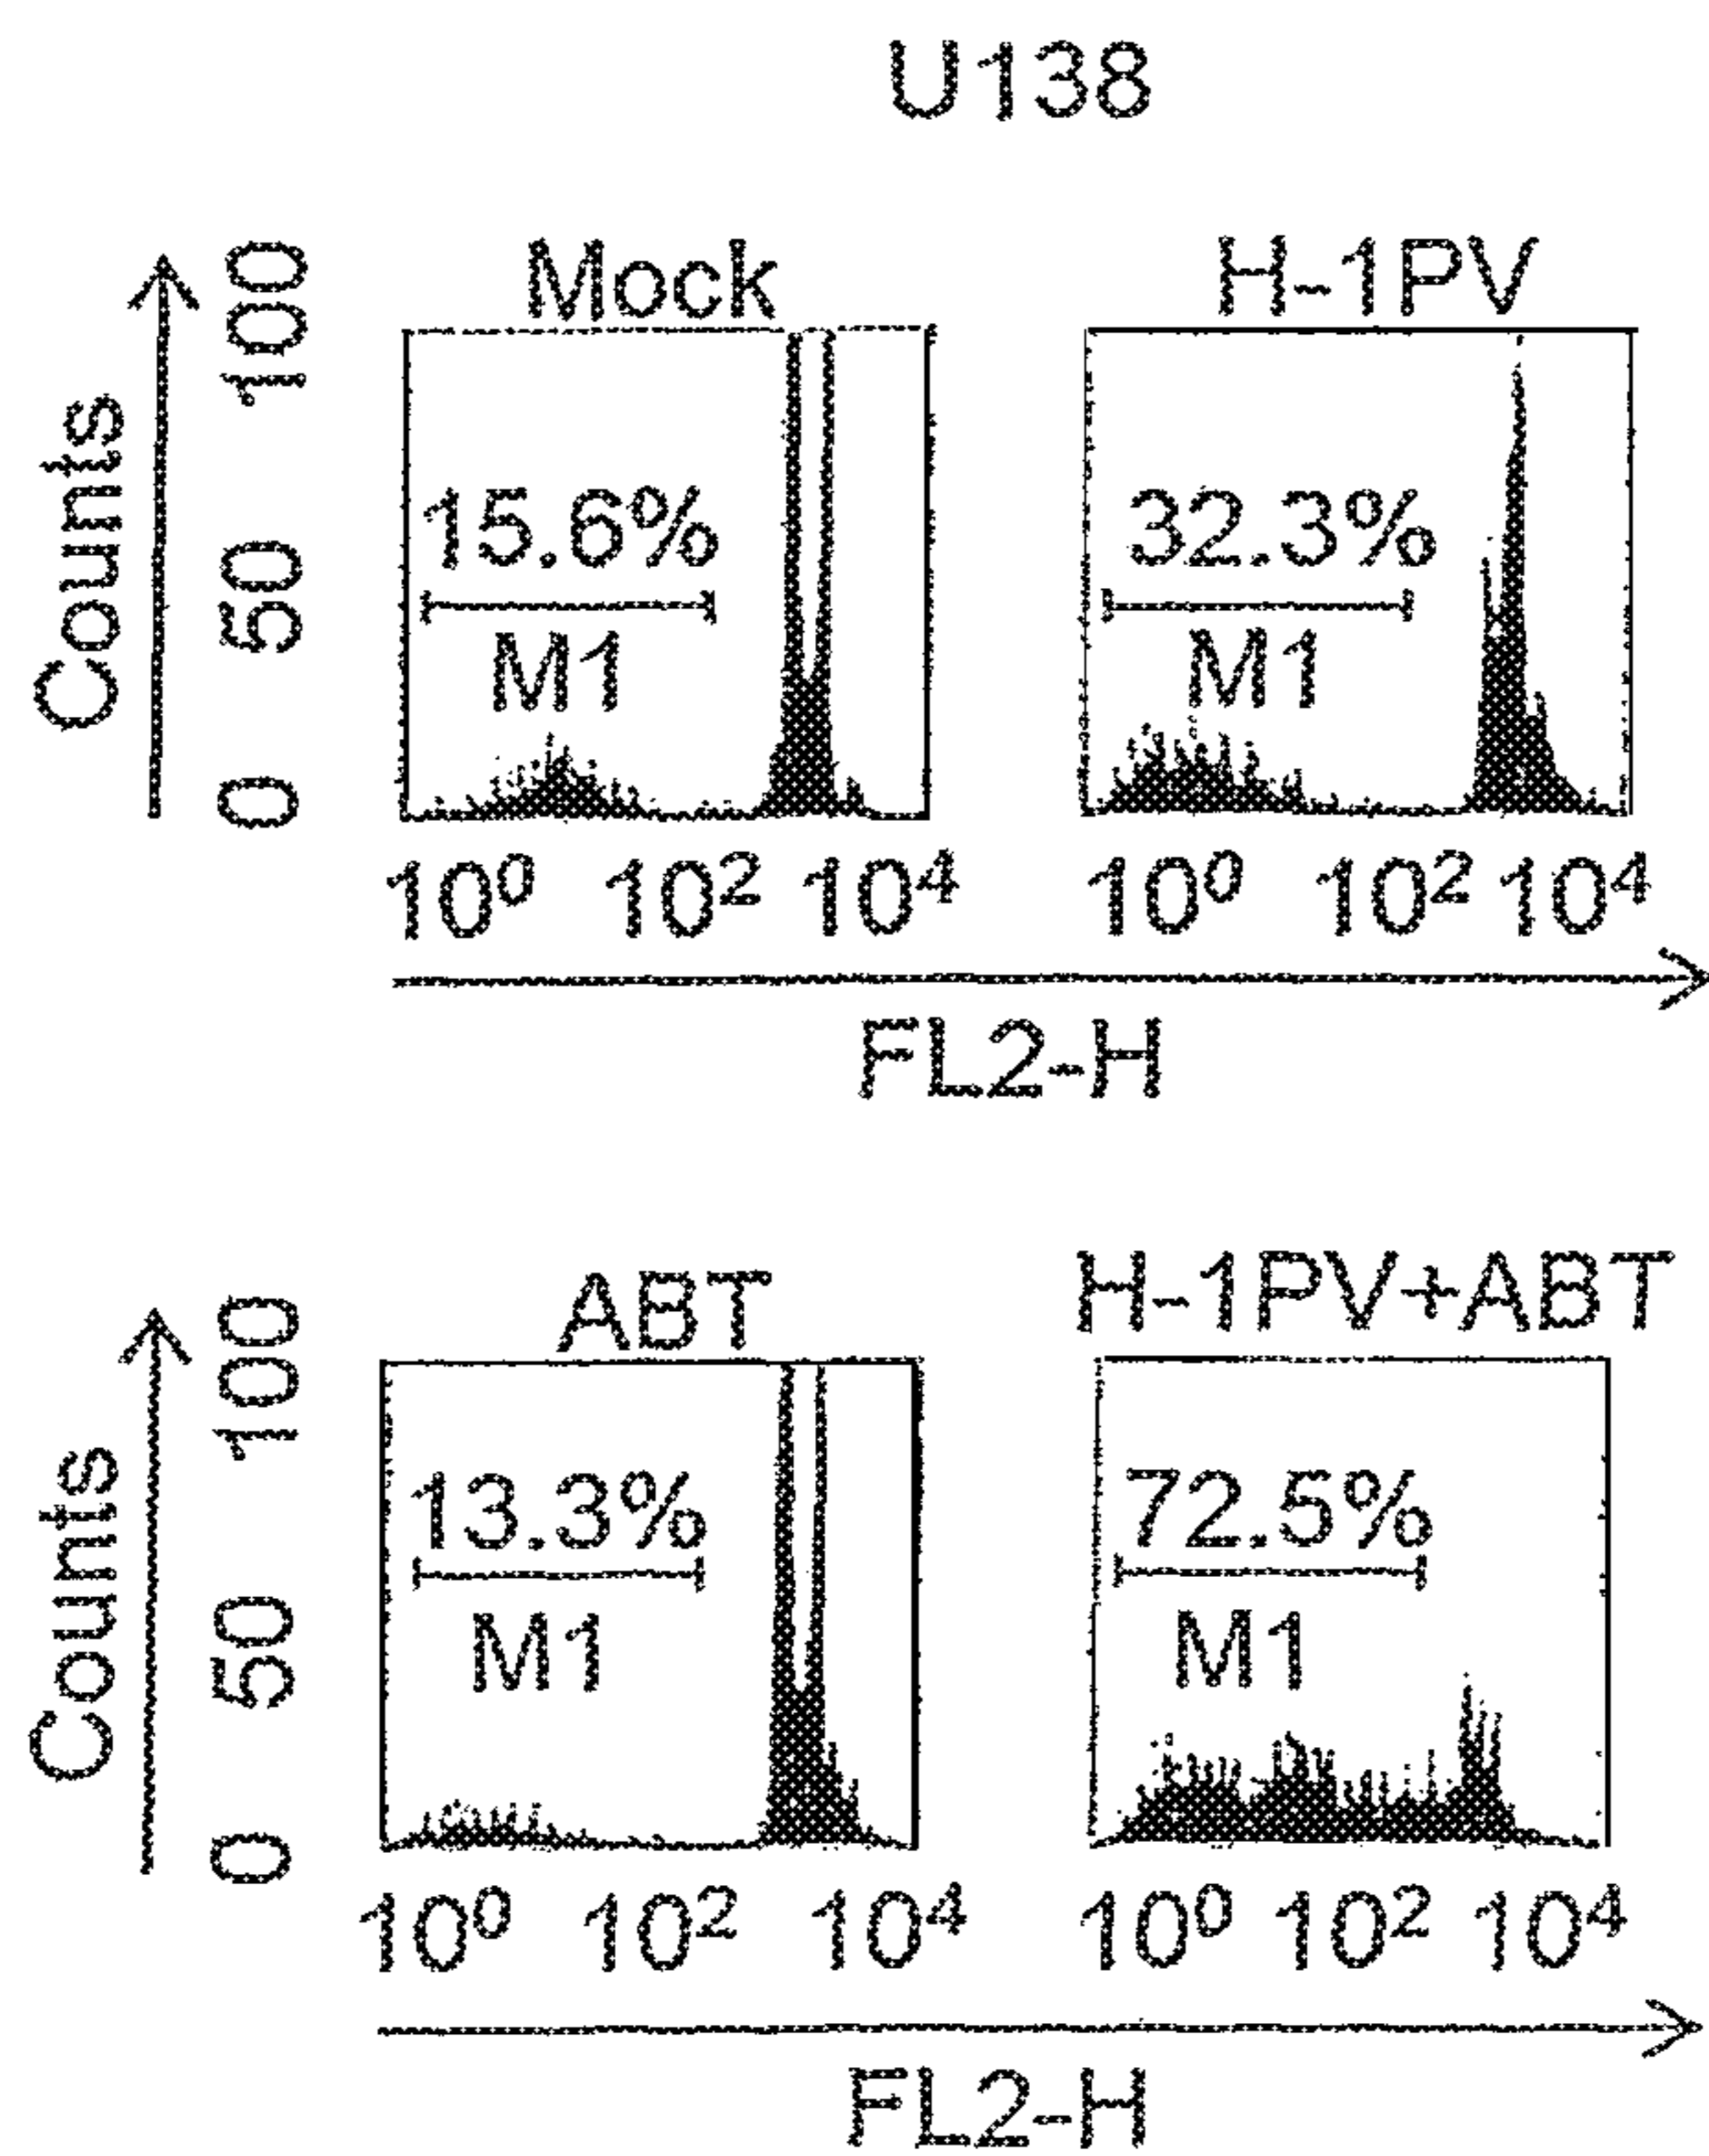 U138
Mock H-1PV
Counts
0 50 100
15.6% 32.3%
M1 M1
10⁰ 10² 10⁴ 10⁰ 10² 10⁴
FL2-H
ABT H-1PV+ABT
Counts
0 50 100
13.3% 72.5%
M1 M1
10⁰ 10² 10⁴ 10⁰ 10² 10⁴
FL2-H